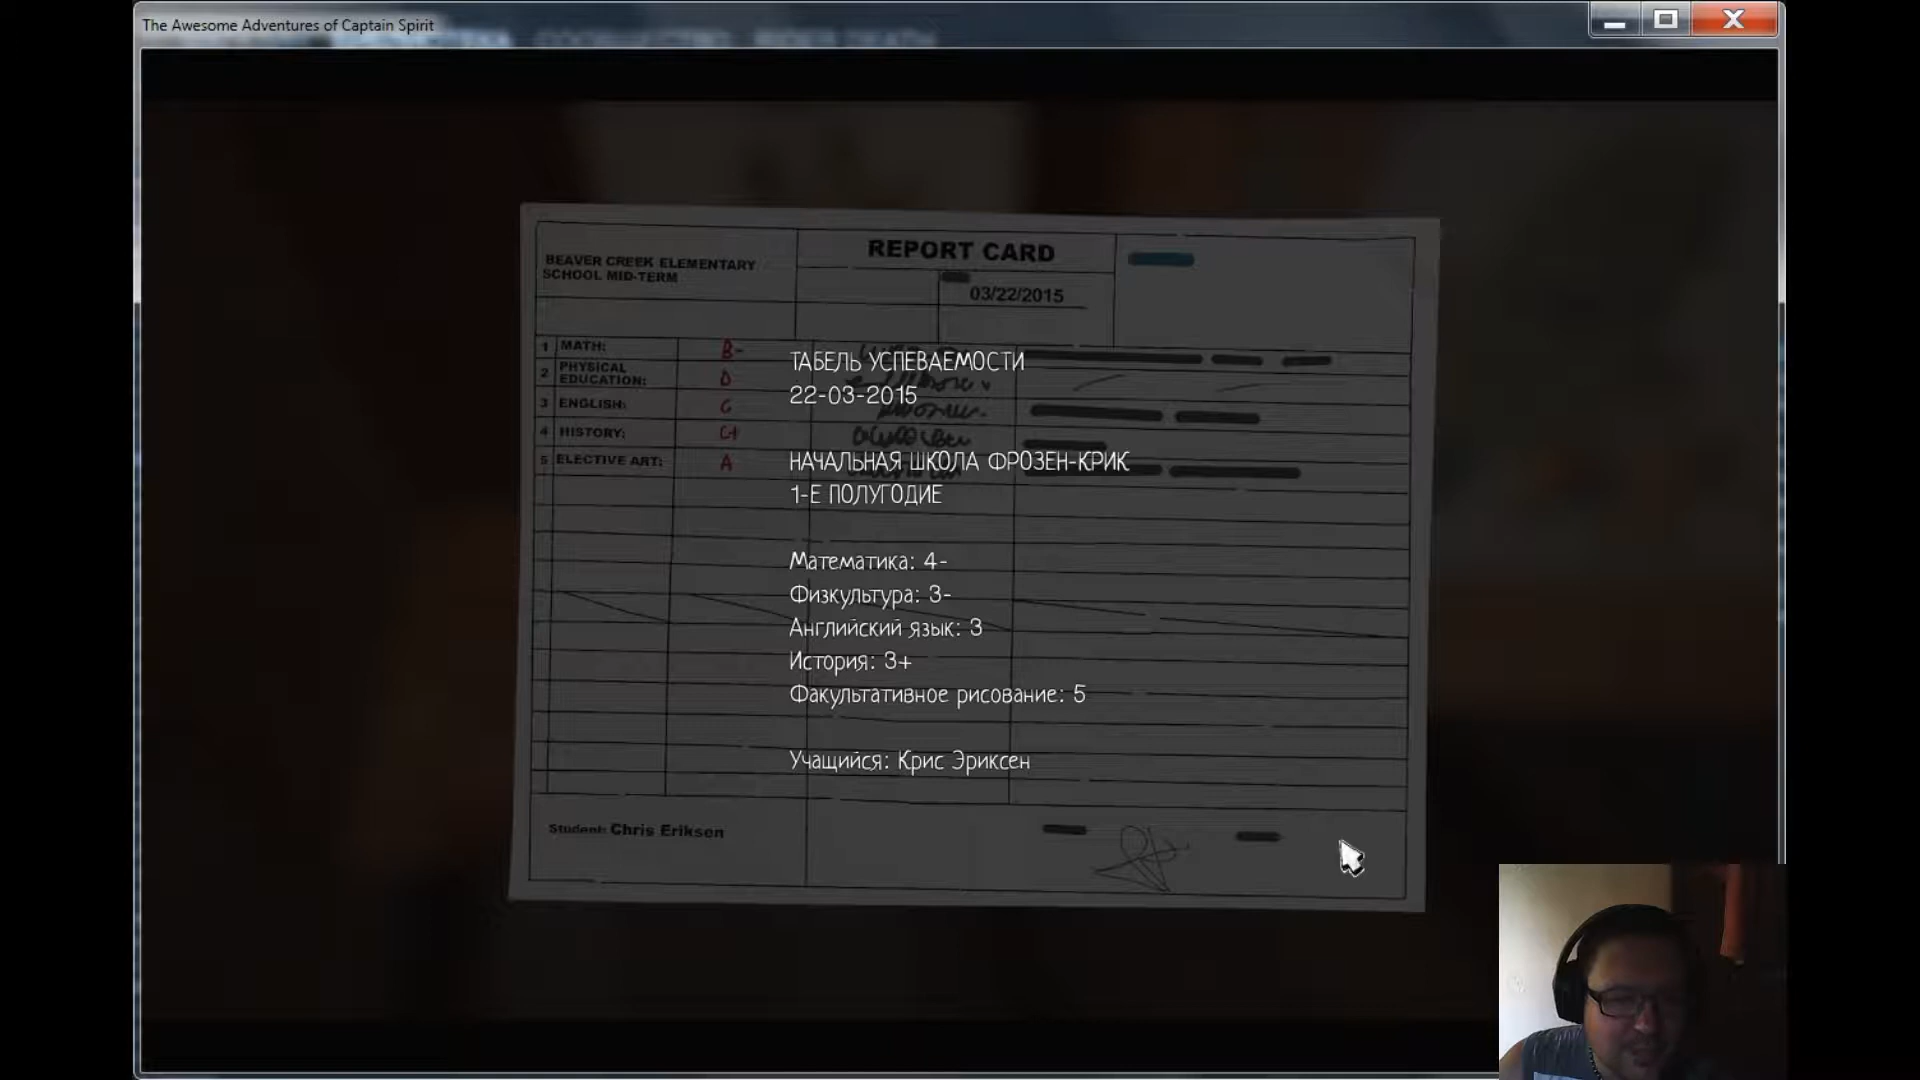 The Awesome Adventures of Captain Spirit
BEAVER CREEK ELEMENTARY
SCHOOL MID-TERM
REPORT CARD
03/22/2015
1 MATH: B-
2 PHYSICAL EDUCATION: D
3 ENGLISH: C
4 HISTORY: C+
5 ELECTIVE ART: A
ТАБЕЛЬ УСПЕВАЕМОСТИ
22-03-2015
НАЧАЛЬНАЯ ШКОЛА ФРОЗЕН-КРИК
1-Е ПОЛУГОДИЕ
Математика: 4-
Физкультура: 3-
Английский язык: 3
История: 3+
Факультативное рисование: 5
Учащийся: Крис Эриксен
Student: Chris Eriksen